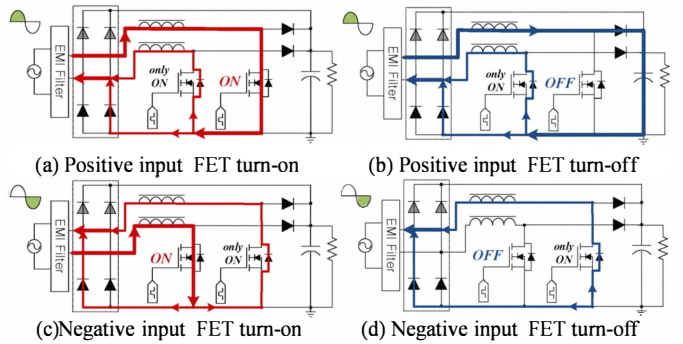 EMI Filter
only
ON
ON
(a) Positive input FET turn-on
EMI Filter
only
ON
OFF
(b) Positive input FET turn-off
EMI Filter
ON
only
ON
(c)Negative input FET turn-on
EMI Filter
OFF
only
ON
(d) Negative input FET turn-off